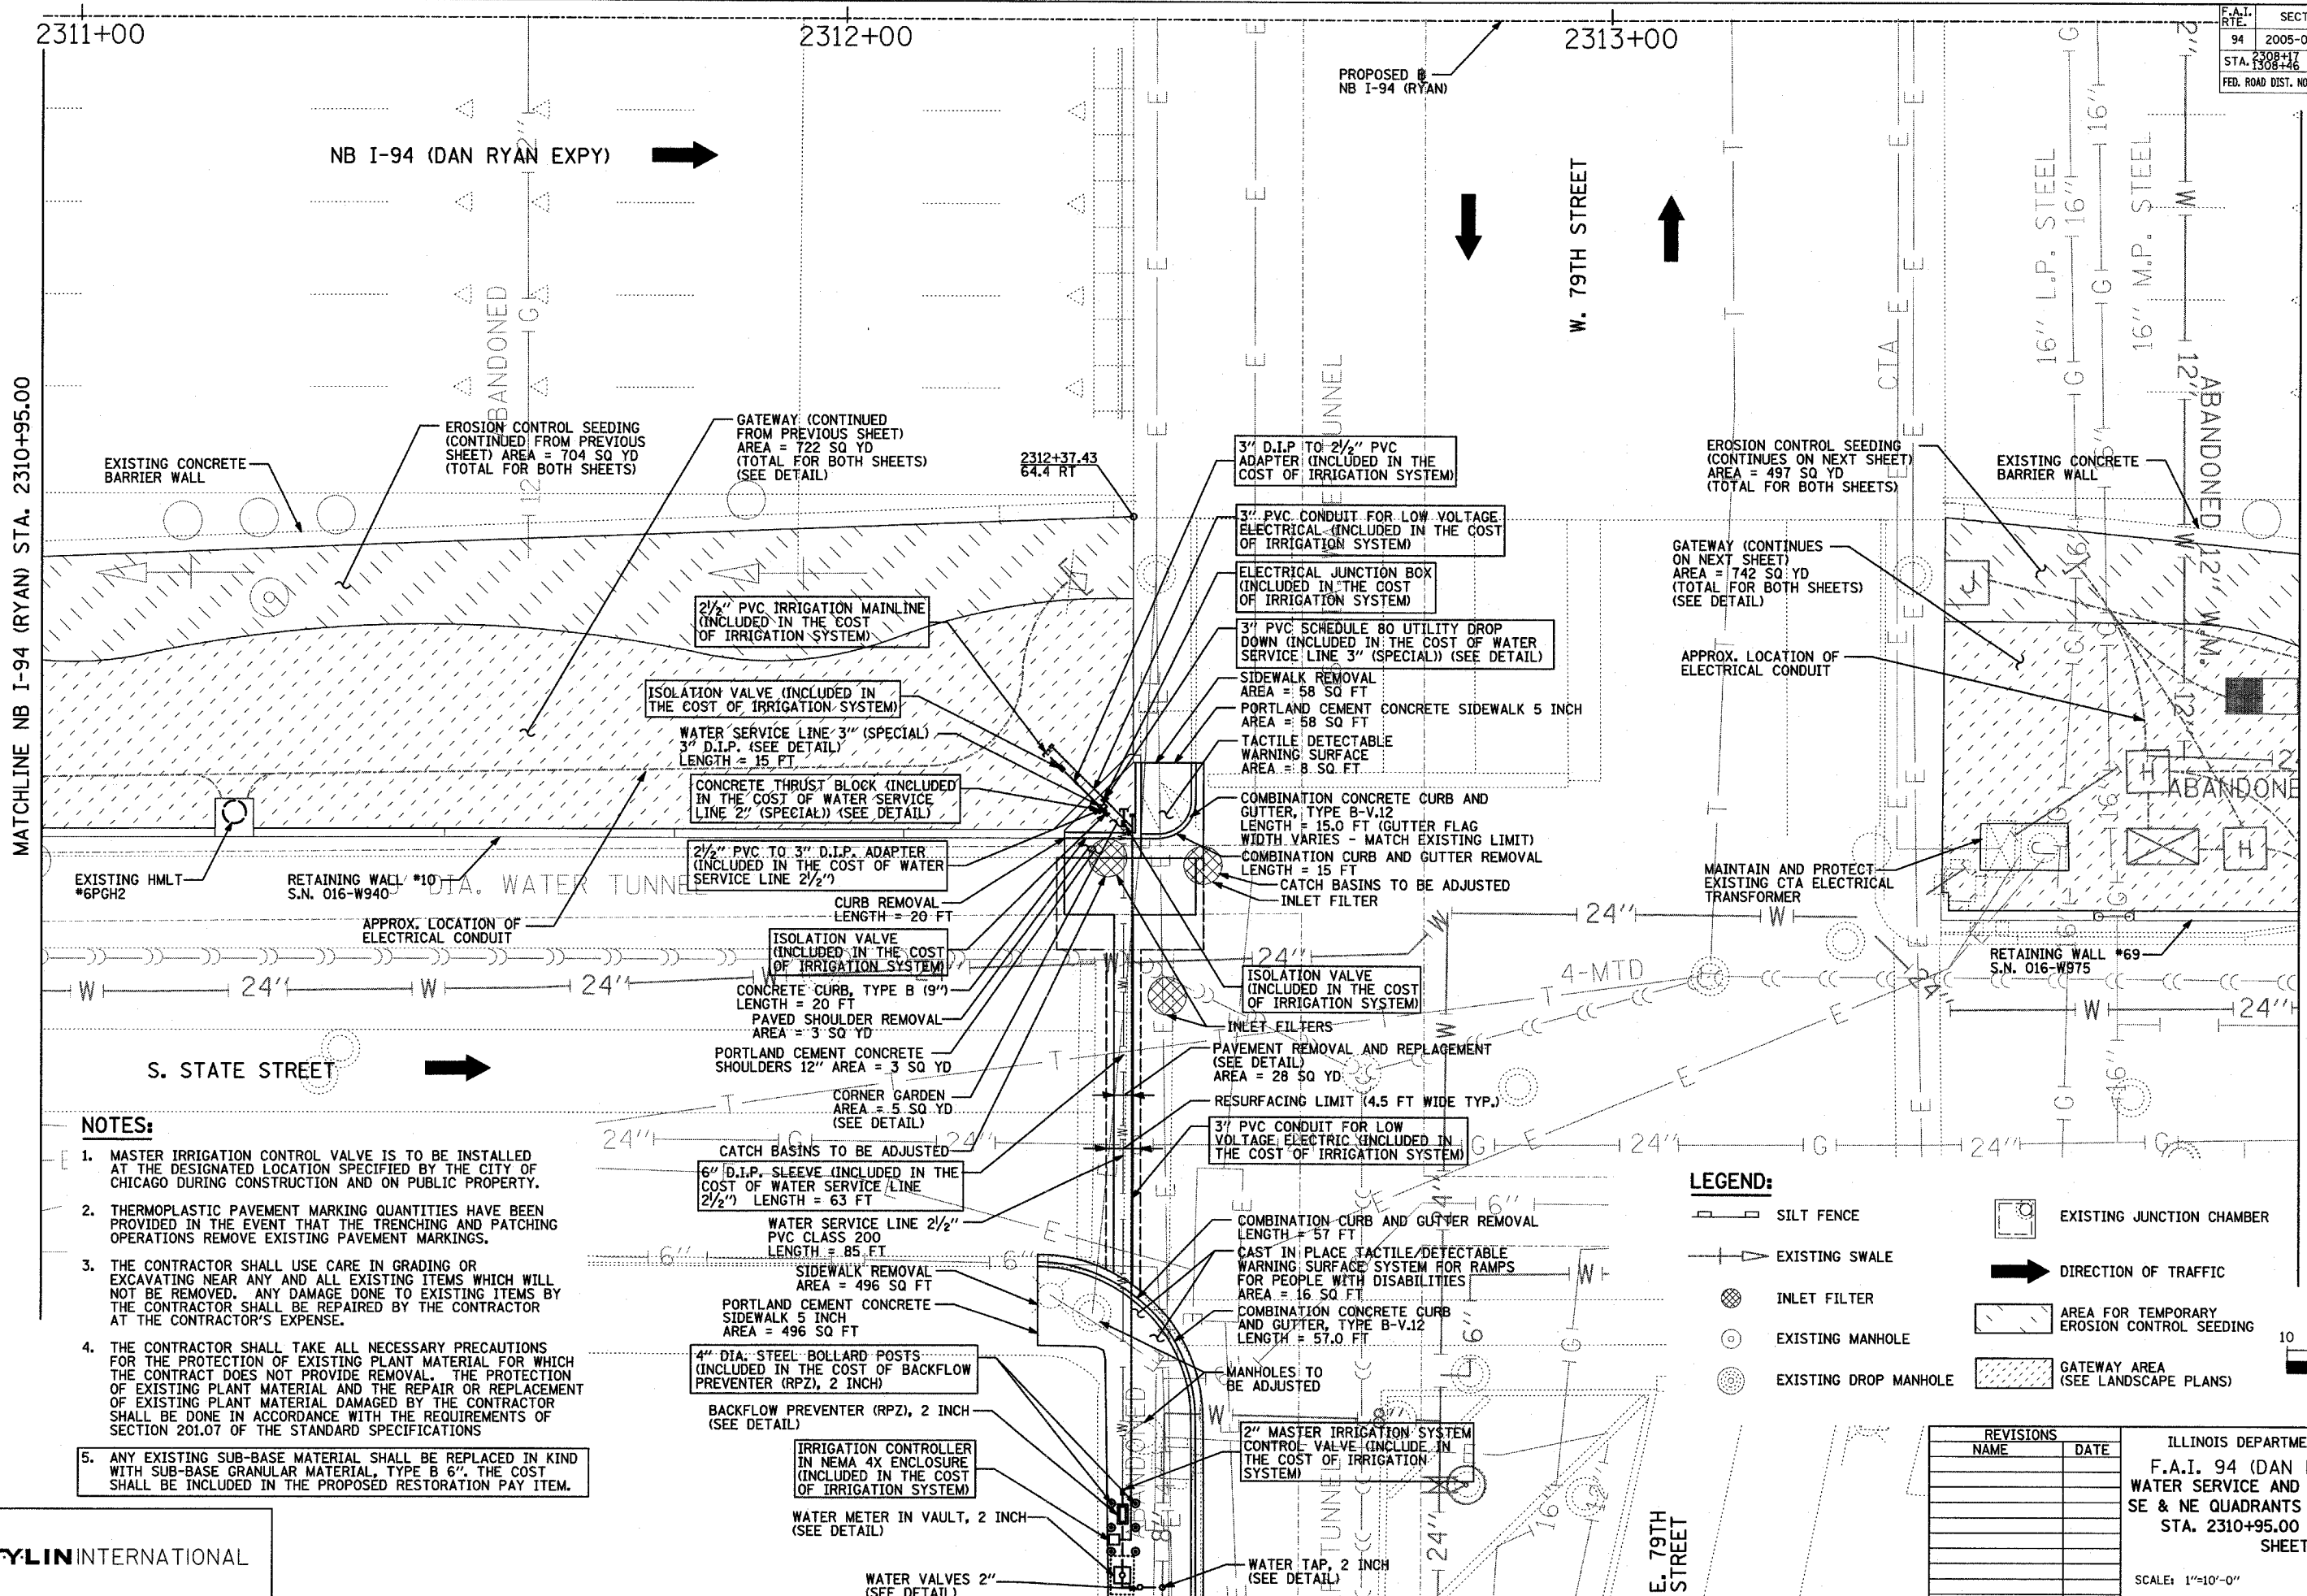 2311+00
2312+00
2313+00
F.A.I.
RTE.
SECT
94
2005-0
STA. 2308+17
1308+46
FED. ROAD DIST. NO
PROPOSED B
NB I-94 (RYAN)
NB I-94 (DAN RYAN EXPY)
W. 79TH STREET
MATCHLINE NB I-94 (RYAN) STA. 2310+95.00
16" L.P. STEEL
16" M.P. STEEL
CTA
ABANDONED
ABANDONED 12" W.M.
EXISTING CONCRETE
BARRIER WALL
EROSION CONTROL SEEDING
(CONTINUED FROM PREVIOUS
SHEET) AREA = 704 SQ YD
(TOTAL FOR BOTH SHEETS)
GATEWAY (CONTINUED
FROM PREVIOUS SHEET)
AREA = 722 SQ YD
(TOTAL FOR BOTH SHEETS)
(SEE DETAIL)
2312+37.43
64.4 RT
3" D.I.P TO 2½" PVC
ADAPTER (INCLUDED IN THE
COST OF IRRIGATION SYSTEM)
3" PVC CONDUIT FOR LOW VOLTAGE
ELECTRICAL (INCLUDED IN THE COST
OF IRRIGATION SYSTEM)
ELECTRICAL JUNCTION BOX
(INCLUDED IN THE COST
OF IRRIGATION SYSTEM)
3" PVC SCHEDULE 80 UTILITY DROP
DOWN (INCLUDED IN THE COST OF WATER
SERVICE LINE 3" (SPECIAL)) (SEE DETAIL)
SIDEWALK REMOVAL
AREA = 58 SQ FT
PORTLAND CEMENT CONCRETE SIDEWALK 5 INCH
AREA = 58 SQ FT
TACTILE DETECTABLE
WARNING SURFACE
AREA = 8 SQ FT
COMBINATION CONCRETE CURB AND
GUTTER, TYPE B-V.12
LENGTH = 15.0 FT (GUTTER FLAG
WIDTH VARIES - MATCH EXISTING LIMIT)
COMBINATION CURB AND GUTTER REMOVAL
LENGTH = 15 FT
CATCH BASINS TO BE ADJUSTED
INLET FILTER
EROSION CONTROL SEEDING
(CONTINUES ON NEXT SHEET)
AREA = 497 SQ YD
(TOTAL FOR BOTH SHEETS)
EXISTING CONCRETE
BARRIER WALL
GATEWAY (CONTINUES
ON NEXT SHEET)
AREA = 742 SQ YD
(TOTAL FOR BOTH SHEETS)
(SEE DETAIL)
APPROX. LOCATION OF
ELECTRICAL CONDUIT
MAINTAIN AND PROTECT
EXISTING CTA ELECTRICAL
TRANSFORMER
ABANDONE
RETAINING WALL #69
S.N. 016-W975
2½" PVC IRRIGATION MAINLINE
(INCLUDED IN THE COST
OF IRRIGATION SYSTEM)
ISOLATION VALVE (INCLUDED IN
THE COST OF IRRIGATION SYSTEM)
WATER SERVICE LINE 3" (SPECIAL)
3" D.I.P. (SEE DETAIL)
LENGTH = 15 FT
CONCRETE THRUST BLOCK (INCLUDED
IN THE COST OF WATER SERVICE
LINE 2" (SPECIAL)) (SEE DETAIL)
2½" PVC TO 3" D.I.P. ADAPTER
(INCLUDED IN THE COST OF WATER
SERVICE LINE 2½")
CURB REMOVAL
LENGTH = 20 FT
ISOLATION VALVE
(INCLUDED IN THE COST
OF IRRIGATION SYSTEM)
CONCRETE CURB, TYPE B (9")
LENGTH = 20 FT
PAVED SHOULDER REMOVAL
AREA = 3 SQ YD
PORTLAND CEMENT CONCRETE
SHOULDERS 12" AREA = 3 SQ YD
CORNER GARDEN
AREA = 5 SQ YD
(SEE DETAIL)
CATCH BASINS TO BE ADJUSTED
6" D.I.P. SLEEVE (INCLUDED IN THE
COST OF WATER SERVICE LINE
2½") LENGTH = 63 FT
WATER SERVICE LINE 2½"
PVC CLASS 200
LENGTH = 85 FT
SIDEWALK REMOVAL
AREA = 496 SQ FT
PORTLAND CEMENT CONCRETE
SIDEWALK 5 INCH
AREA = 496 SQ FT
4" DIA. STEEL BOLLARD POSTS
(INCLUDED IN THE COST OF BACKFLOW
PREVENTER (RPZ), 2 INCH)
BACKFLOW PREVENTER (RPZ), 2 INCH
(SEE DETAIL)
IRRIGATION CONTROLLER
IN NEMA 4X ENCLOSURE
(INCLUDED IN THE COST
OF IRRIGATION SYSTEM)
WATER METER IN VAULT, 2 INCH
(SEE DETAIL)
WATER VALVES 2"
(SEE DETAIL)
EXISTING HMLT
#6PGH2
RETAINING WALL #10
S.N. 016-W940
DIA. WATER TUNNEL
APPROX. LOCATION OF
ELECTRICAL CONDUIT
S. STATE STREET
4-MTD
ISOLATION VALVE
(INCLUDED IN THE COST
OF IRRIGATION SYSTEM)
INLET FILTERS
PAVEMENT REMOVAL AND REPLACEMENT
(SEE DETAIL)
AREA = 28 SQ YD
RESURFACING LIMIT (4.5 FT WIDE TYP.)
3" PVC CONDUIT FOR LOW
VOLTAGE ELECTRIC (INCLUDED IN
THE COST OF IRRIGATION SYSTEM)
COMBINATION CURB AND GUTTER REMOVAL
LENGTH = 57 FT
CAST IN PLACE TACTILE/DETECTABLE
WARNING SURFACE SYSTEM FOR RAMPS
FOR PEOPLE WITH DISABILITIES
AREA = 16 SQ FT
COMBINATION CONCRETE CURB
AND GUTTER, TYPE B-V.12
LENGTH = 57.0 FT
MANHOLES TO
BE ADJUSTED
2" MASTER IRRIGATION SYSTEM
CONTROL VALVE (INCLUDE IN
THE COST OF IRRIGATION
SYSTEM)
WATER TAP, 2 INCH
(SEE DETAIL)
E. 79TH
STREET
NOTES:
1. MASTER IRRIGATION CONTROL VALVE IS TO BE INSTALLED
AT THE DESIGNATED LOCATION SPECIFIED BY THE CITY OF
CHICAGO DURING CONSTRUCTION AND ON PUBLIC PROPERTY.
2. THERMOPLASTIC PAVEMENT MARKING QUANTITIES HAVE BEEN
PROVIDED IN THE EVENT THAT THE TRENCHING AND PATCHING
OPERATIONS REMOVE EXISTING PAVEMENT MARKINGS.
3. THE CONTRACTOR SHALL USE CARE IN GRADING OR
EXCAVATING NEAR ANY AND ALL EXISTING ITEMS WHICH WILL
NOT BE REMOVED. ANY DAMAGE DONE TO EXISTING ITEMS BY
THE CONTRACTOR SHALL BE REPAIRED BY THE CONTRACTOR
AT THE CONTRACTOR'S EXPENSE.
4. THE CONTRACTOR SHALL TAKE ALL NECESSARY PRECAUTIONS
FOR THE PROTECTION OF EXISTING PLANT MATERIAL FOR WHICH
THE CONTRACT DOES NOT PROVIDE REMOVAL. THE PROTECTION
OF EXISTING PLANT MATERIAL AND THE REPAIR OR REPLACEMENT
OF EXISTING PLANT MATERIAL DAMAGED BY THE CONTRACTOR
SHALL BE DONE IN ACCORDANCE WITH THE REQUIREMENTS OF
SECTION 201.07 OF THE STANDARD SPECIFICATIONS
5. ANY EXISTING SUB-BASE MATERIAL SHALL BE REPLACED IN KIND
WITH SUB-BASE GRANULAR MATERIAL, TYPE B 6". THE COST
SHALL BE INCLUDED IN THE PROPOSED RESTORATION PAY ITEM.
LEGEND:
SILT FENCE
EXISTING SWALE
INLET FILTER
EXISTING MANHOLE
EXISTING DROP MANHOLE
EXISTING JUNCTION CHAMBER
DIRECTION OF TRAFFIC
AREA FOR TEMPORARY
EROSION CONTROL SEEDING
GATEWAY AREA
(SEE LANDSCAPE PLANS)
10
REVISIONS
NAME
DATE
ILLINOIS DEPARTME
F.A.I. 94 (DAN
WATER SERVICE AND
SE & NE QUADRANTS
STA. 2310+95.00
SHEET
SCALE: 1"=10'-0"
TYLIN INTERNATIONAL